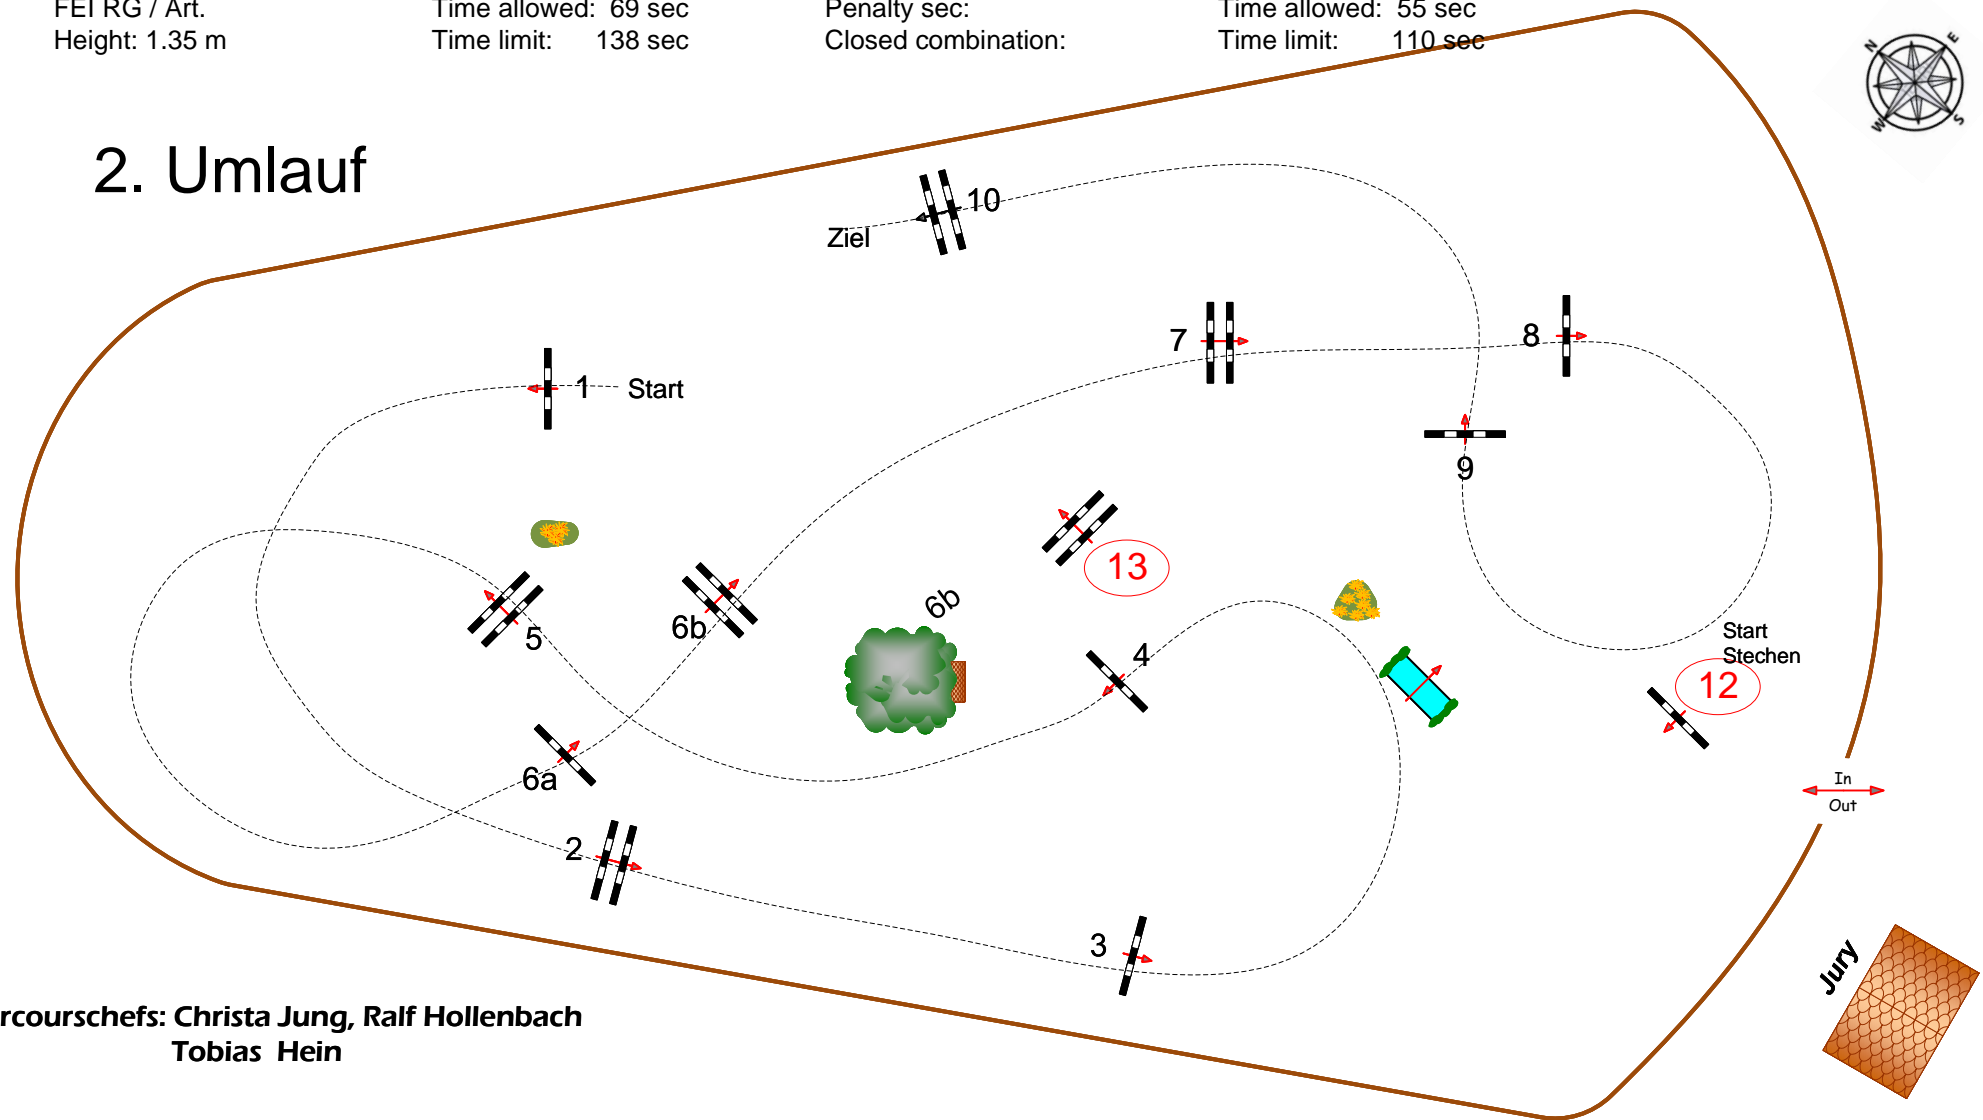 FEI RG / Art.
Time allowed: 69 sec
Penalty sec:
Time allowed: 55 sec
Height: 1.35 m
Time limit: 138 sec
Closed combination:
Time limit: 110 sec
N
E
W
S
2. Umlauf
10
Ziel
7
8
1
Start
9
13
6b
5
6b
4
Start
Stechen
12
6a
In
Out
2
3
Jury
rcourschefs: Christa Jung, Ralf Hollenbach
Tobias Hein